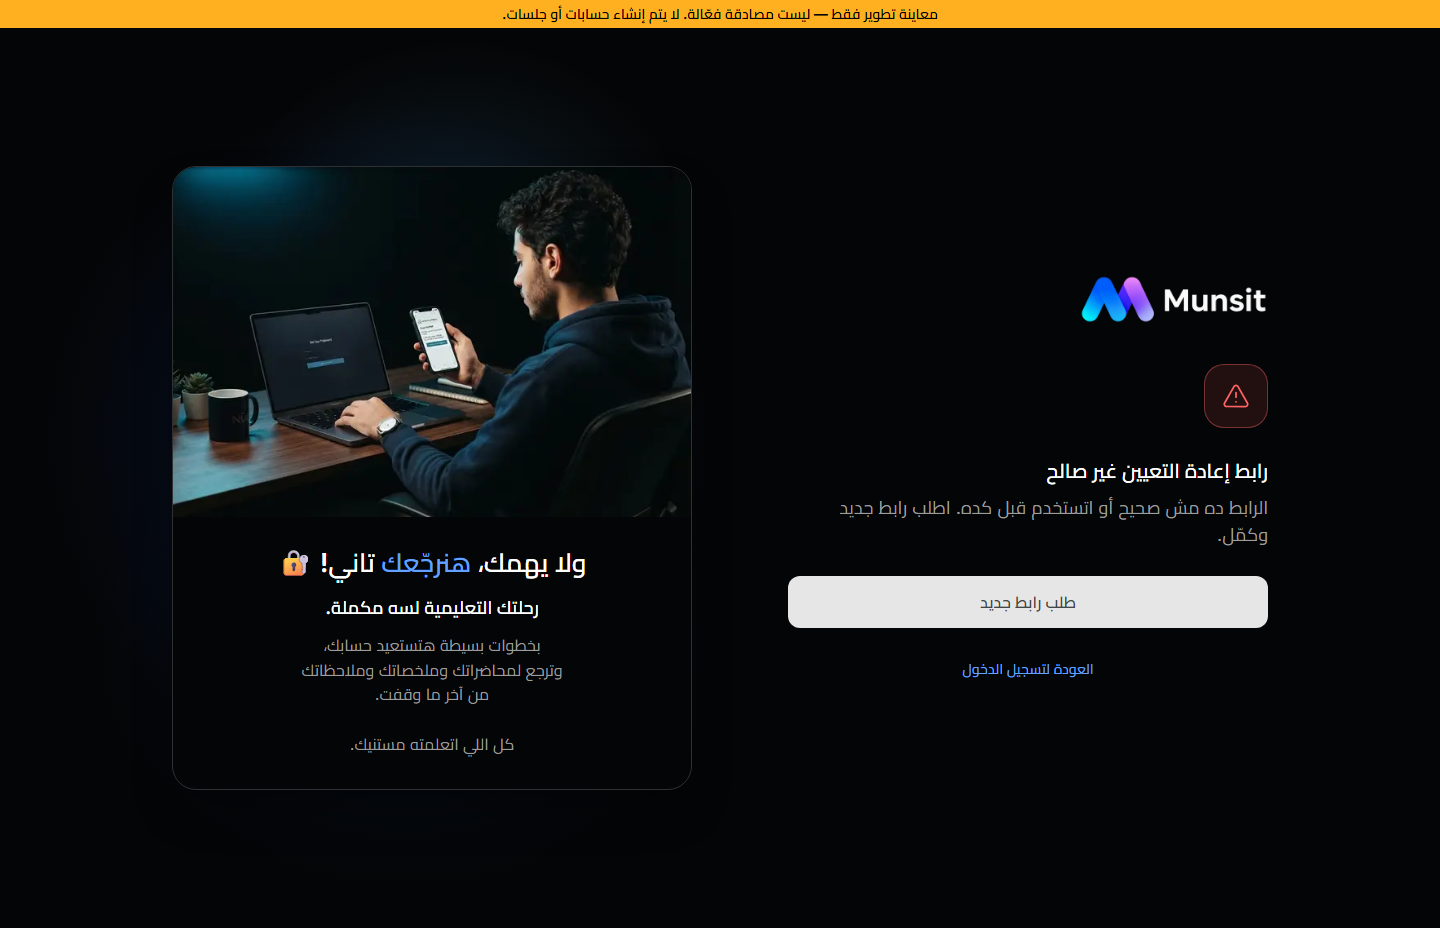 معاينة تطوير فقط — ليست مصادقة فعّالة. لا يتم إنشاء حسابات أو جلسات.
Munsit
رابط إعادة التعيين غير صالح
الرابط ده مش صحيح أو اتستخدم قبل كده. اطلب رابط جديد
وكمّل.
طلب رابط جديد
العودة لتسجيل الدخول
ولا يهمك، هنرجّعك تاني! 🔐
رحلتك التعليمية لسه مكملة.
بخطوات بسيطة هتستعيد حسابك،
وترجع لمحاضراتك وملخصاتك وملاحظاتك
من آخر ما وقفت.
كل اللي اتعلمته مستنيك.